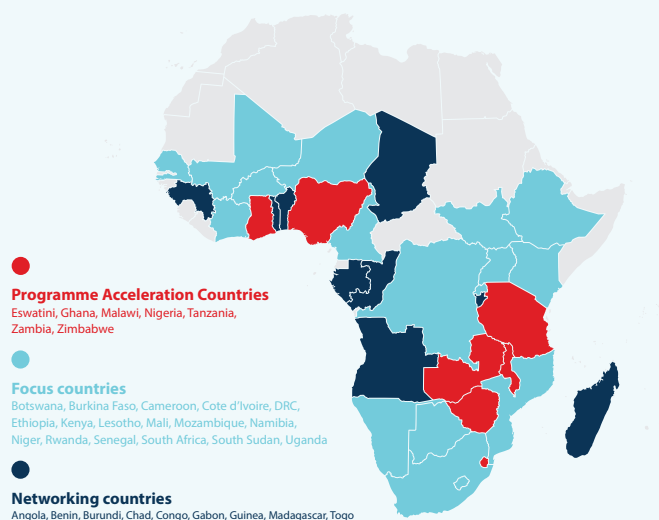 Programme Acceleration Countries
Eswatini, Ghana, Malawi, Nigeria, Tanzania,
Zambia, Zimbabwe
Focus countries
Botswana, Burkina Faso, Cameroon, Cote d'Ivoire, DRC,
Ethiopia, Kenya, Lesotho, Mali, Mozambique, Namibia,
Niger, Rwanda, Senegal, South Africa, South Sudan, Uganda
Networking countries
Angola, Benin, Burundi, Chad, Congo, Gabon, Guinea, Madagascar, Togo